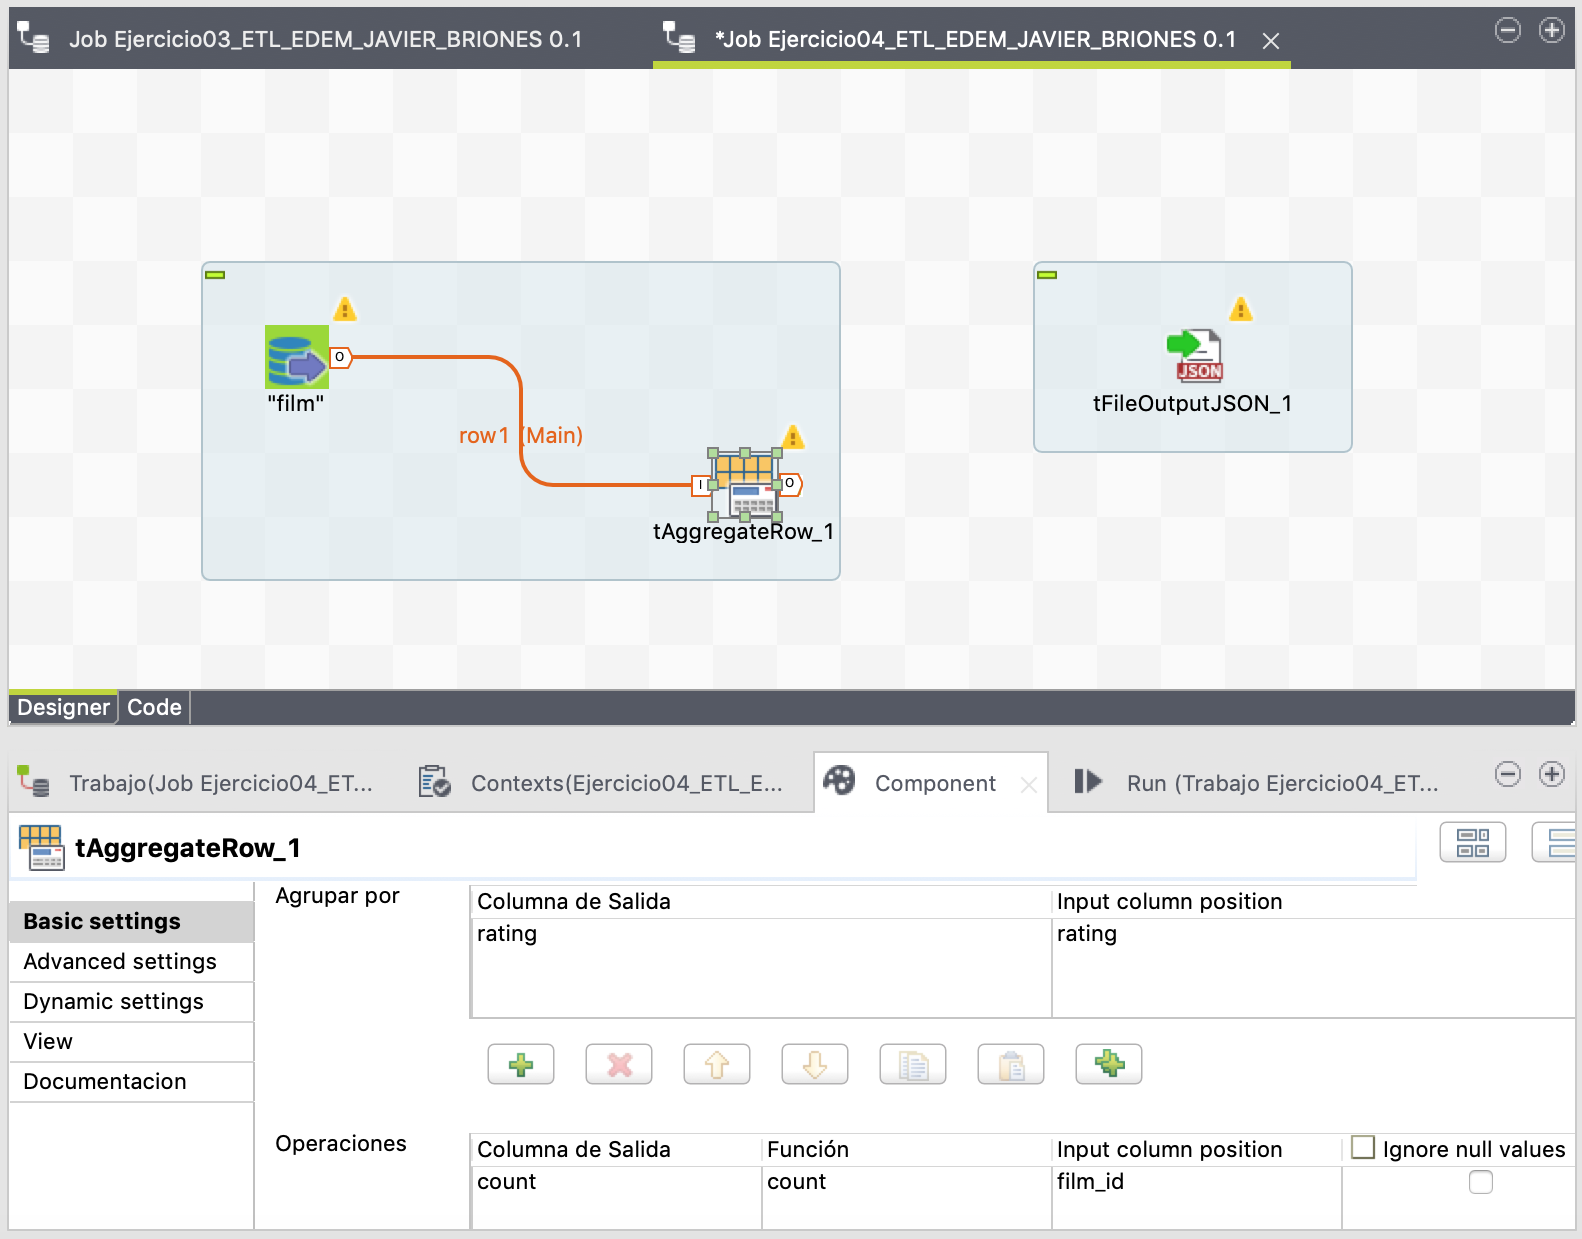 Job Ejercicio03_ETL_EDEM_JAVIER_BRIONES 0.1
*Job Ejercicio04_ETL_EDEM_JAVIER_BRIONES 0.1
"film"
O
row1 (Main)
I
O
tAggregateRow_1
JSON
tFileOutputJSON_1
Designer
Code
Trabajo(Job Ejercicio04_ET...
Contexts(Ejercicio04_ETL_E...
Component
Run (Trabajo Ejercicio04_ET...
tAggregateRow_1
Basic settings
Advanced settings
Dynamic settings
View
Documentacion
Agrupar por
Columna de Salida
Input column position
rating
rating
Operaciones
Columna de Salida
Función
Input column position
Ignore null values
count
count
film_id